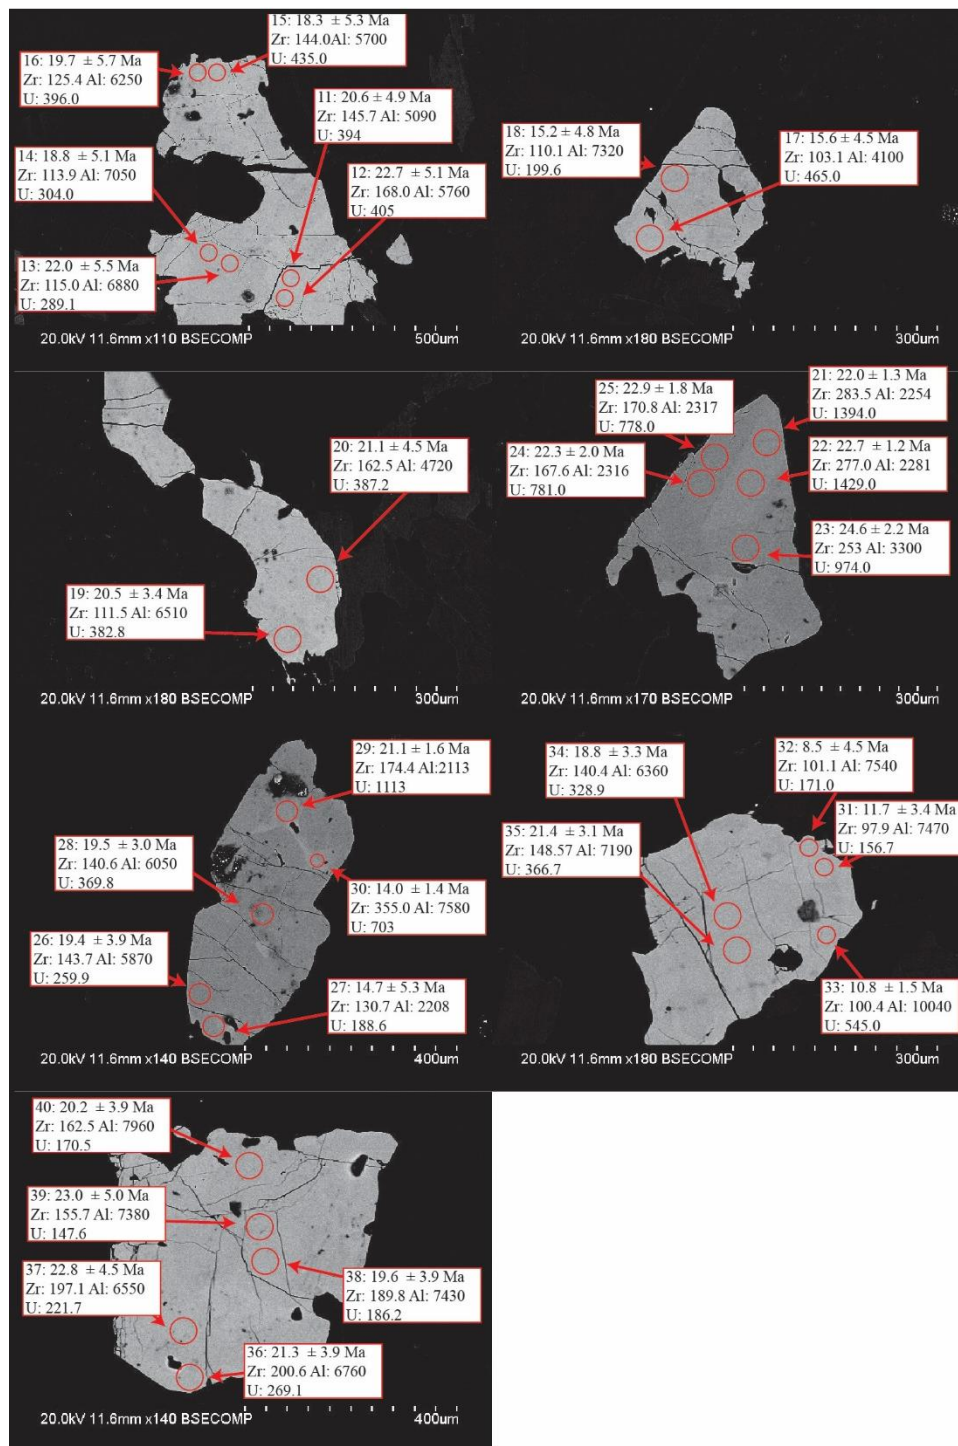 15: 18.3 ± 5.3 Ma
Zr: 144.0Al: 5700
U: 435.0
16: 19.7 ± 5.7 Ma
Zr: 125.4 Al: 6250
U: 396.0
11: 20.6 ± 4.9 Ma
Zr: 145.7 Al: 5090
U: 394
14: 18.8 ± 5.1 Ma
Zr: 113.9 Al: 7050
U: 304.0
12: 22.7 ± 5.1 Ma
Zr: 168.0 Al: 5760
U: 405
13: 22.0 ± 5.5 Ma
Zr: 115.0 Al: 6880
U: 289.1
20.0kV 11.6mm x110 BSECOMP 500um
18: 15.2 ± 4.8 Ma
Zr: 110.1 Al: 7320
U: 199.6
17: 15.6 ± 4.5 Ma
Zr: 103.1 Al: 4100
U: 465.0
20.0kV 11.6mm x180 BSECOMP 300um
20: 21.1 ± 4.5 Ma
Zr: 162.5 Al: 4720
U: 387.2
19: 20.5 ± 3.4 Ma
Zr: 111.5 Al: 6510
U: 382.8
20.0kV 11.6mm x180 BSECOMP 300um
25: 22.9 ± 1.8 Ma
Zr: 170.8 Al: 2317
U: 778.0
21: 22.0 ± 1.3 Ma
Zr: 283.5 Al: 2254
U: 1394.0
24: 22.3 ± 2.0 Ma
Zr: 167.6 Al: 2316
U: 781.0
22: 22.7 ± 1.2 Ma
Zr: 277.0 Al: 2281
U: 1429.0
23: 24.6 ± 2.2 Ma
Zr: 253 Al: 3300
U: 974.0
20.0kV 11.6mm x170 BSECOMP 300um
29: 21.1 ± 1.6 Ma
Zr: 174.4 Al:2113
U: 1113
28: 19.5 ± 3.0 Ma
Zr: 140.6 Al: 6050
U: 369.8
30: 14.0 ± 1.4 Ma
Zr: 355.0 Al: 7580
U: 703
26: 19.4 ± 3.9 Ma
Zr: 143.7 Al: 5870
U: 259.9
27: 14.7 ± 5.3 Ma
Zr: 130.7 Al: 2208
U: 188.6
20.0kV 11.6mm x140 BSECOMP 400um
34: 18.8 ± 3.3 Ma
Zr: 140.4 Al: 6360
U: 328.9
32: 8.5 ± 4.5 Ma
Zr: 101.1 Al: 7540
U: 171.0
31: 11.7 ± 3.4 Ma
Zr: 97.9 Al: 7470
U: 156.7
35: 21.4 ± 3.1 Ma
Zr: 148.57 Al: 7190
U: 366.7
33: 10.8 ± 1.5 Ma
Zr: 100.4 Al: 10040
U: 545.0
20.0kV 11.6mm x180 BSECOMP 300um
40: 20.2 ± 3.9 Ma
Zr: 162.5 Al: 7960
U: 170.5
39: 23.0 ± 5.0 Ma
Zr: 155.7 Al: 7380
U: 147.6
37: 22.8 ± 4.5 Ma
Zr: 197.1 Al: 6550
U: 221.7
38: 19.6 ± 3.9 Ma
Zr: 189.8 Al: 7430
U: 186.2
36: 21.3 ± 3.9 Ma
Zr: 200.6 Al: 6760
U: 269.1
20.0kV 11.6mm x140 BSECOMP 400um